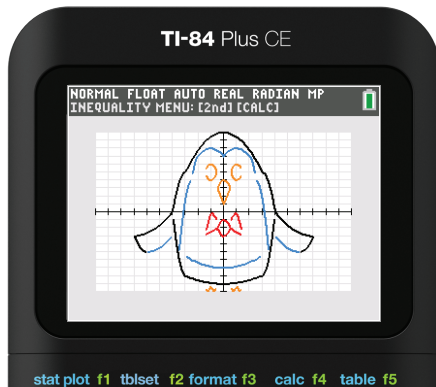 TI-84 Plus CE
NORMAL FLOAT AUTO REAL RADIAN MP
INEQUALITY MENU: [2nd] [CALC]
stat plot f1 tblset f2 format f3 calc f4 table f5